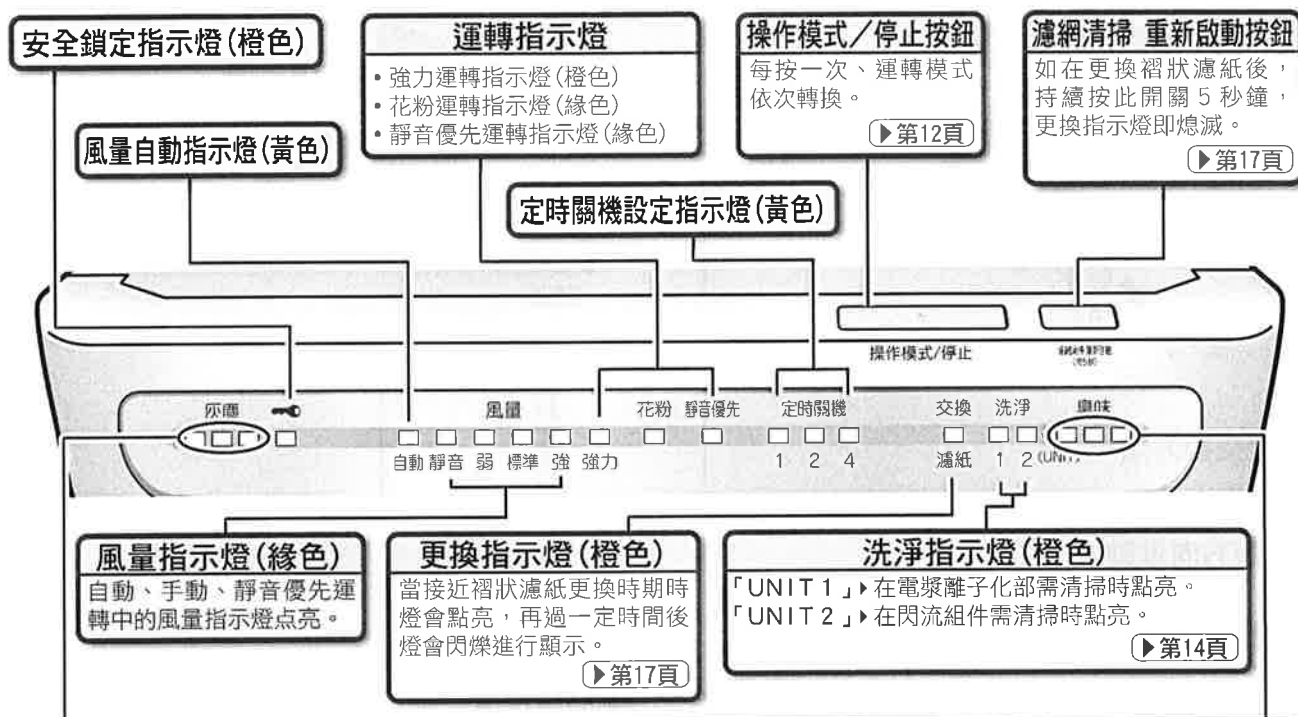 安全鎖定指示燈(橙色)
運轉指示燈
• 強力運轉指示燈(橙色)
• 花粉運轉指示燈(緣色)
• 靜音優先運轉指示燈(緣色)
操作模式／停止按鈕
每按一次、運轉模式
依次轉換。
▶第12頁
濾網清掃 重新啟動按鈕
如在更換褶狀濾紙後，
持續按此開關5秒鐘，
更換指示燈即熄滅。
▶第17頁
風量自動指示燈(黃色)
定時關機設定指示燈(黃色)
操作模式/停止
灰塵 風量 花粉 靜音優先 定時關機 交換 洗淨 臭味
自動 靜音 弱 標準 強 強力 1 2 4 濾紙 1 2 (UNIT)
風量指示燈(緣色)
自動、手動、靜音優先運
轉中的風量指示燈点亮。
更換指示燈(橙色)
當接近褶狀濾紙更換時期時
燈會點亮，再過一定時間後
燈會閃爍進行顯示。
▶第17頁
洗淨指示燈(橙色)
「UNIT1」▶在電漿離子化部需清掃時點亮。
「UNIT2」▶在閃流組件需清掃時點亮。
▶第14頁